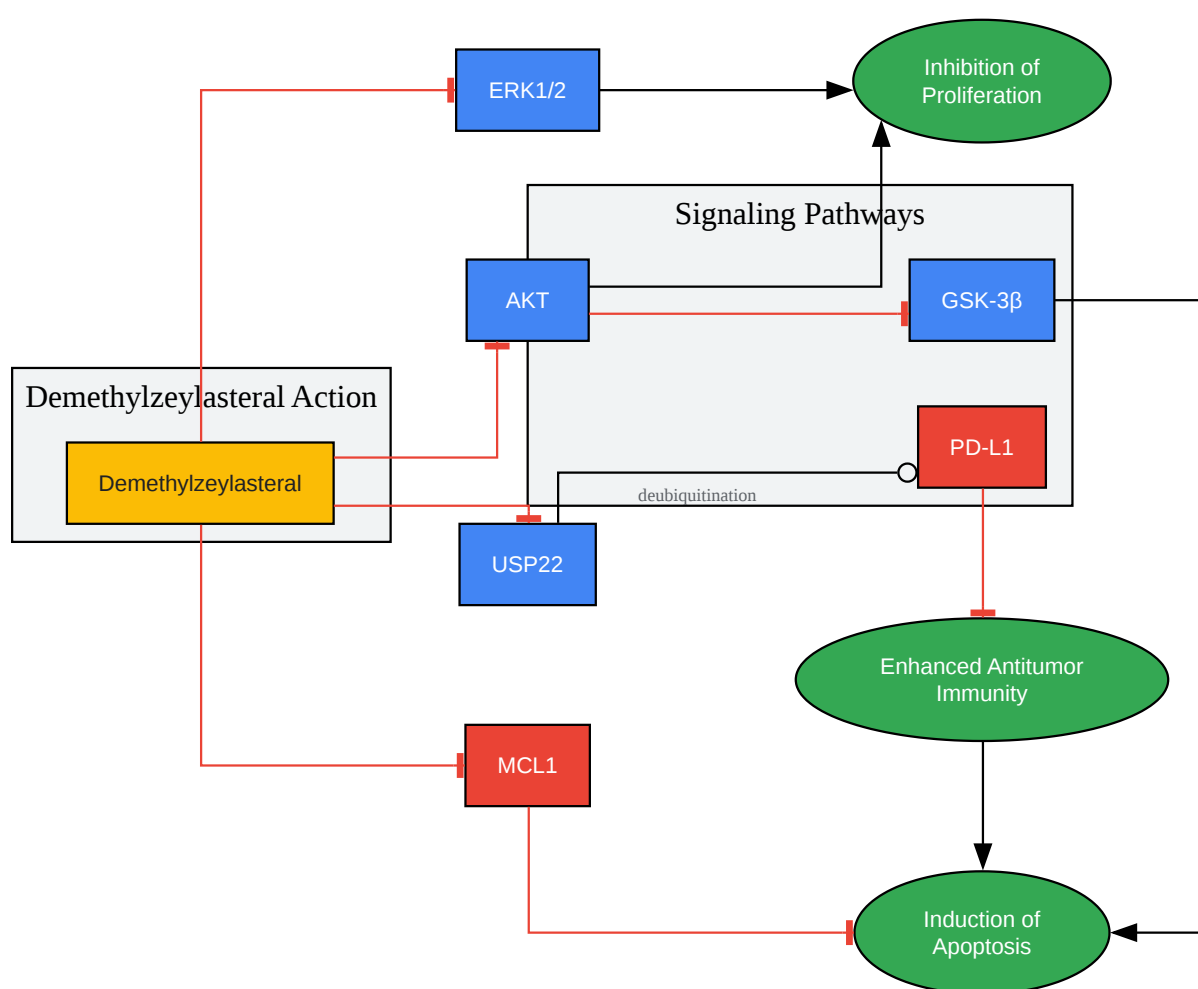 Inhibition of
Proliferation
ERK1/2
Signaling Pathways
AKT
GSK-3β
Demethylzeylasteral Action
Demethylzeylasteral
PD-L1
deubiquitination
USP22
Enhanced Antitumor
Immunity
MCL1
Induction of
Apoptosis